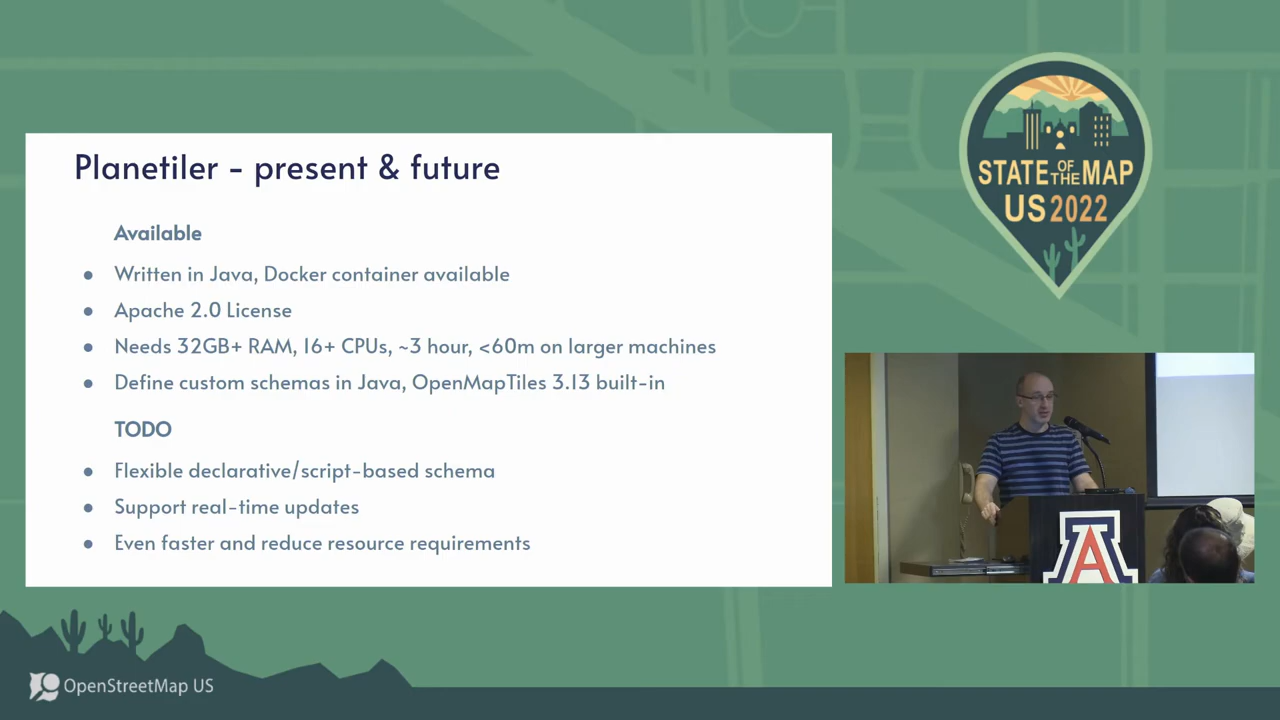 Planetiler - present & future
Available
● Written in Java, Docker container available
● Apache 2.0 License
● Needs 32GB+ RAM, 16+ CPUs, ~3 hour, <60m on larger machines
● Define custom schemas in Java, OpenMapTiles 3.13 built-in
TODO
● Flexible declarative/script-based schema
● Support real-time updates
● Even faster and reduce resource requirements
STATE OF THE MAP
US 2022
A
OpenStreetMap US